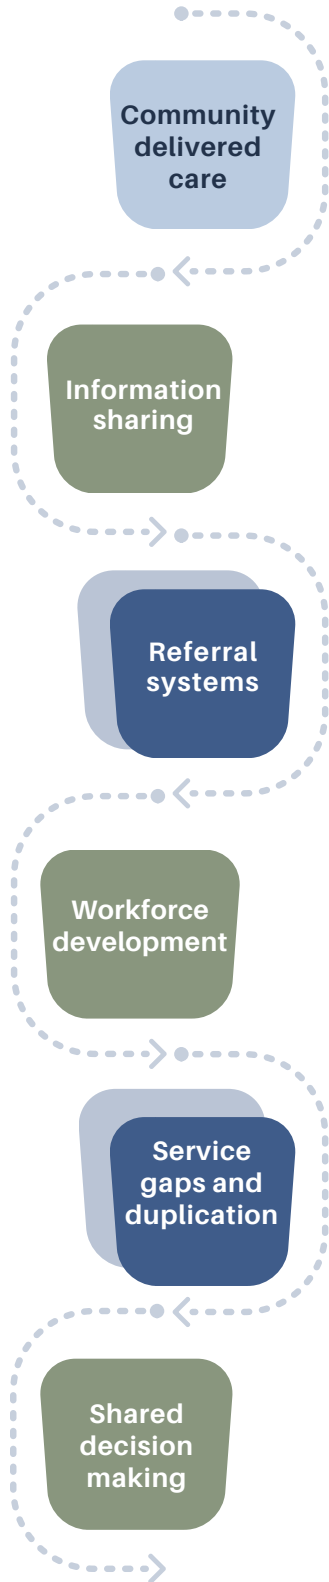 Community
delivered
care
Information
sharing
Referral
systems
Workforce
development
Service
gaps and
duplication
Shared
decision
making